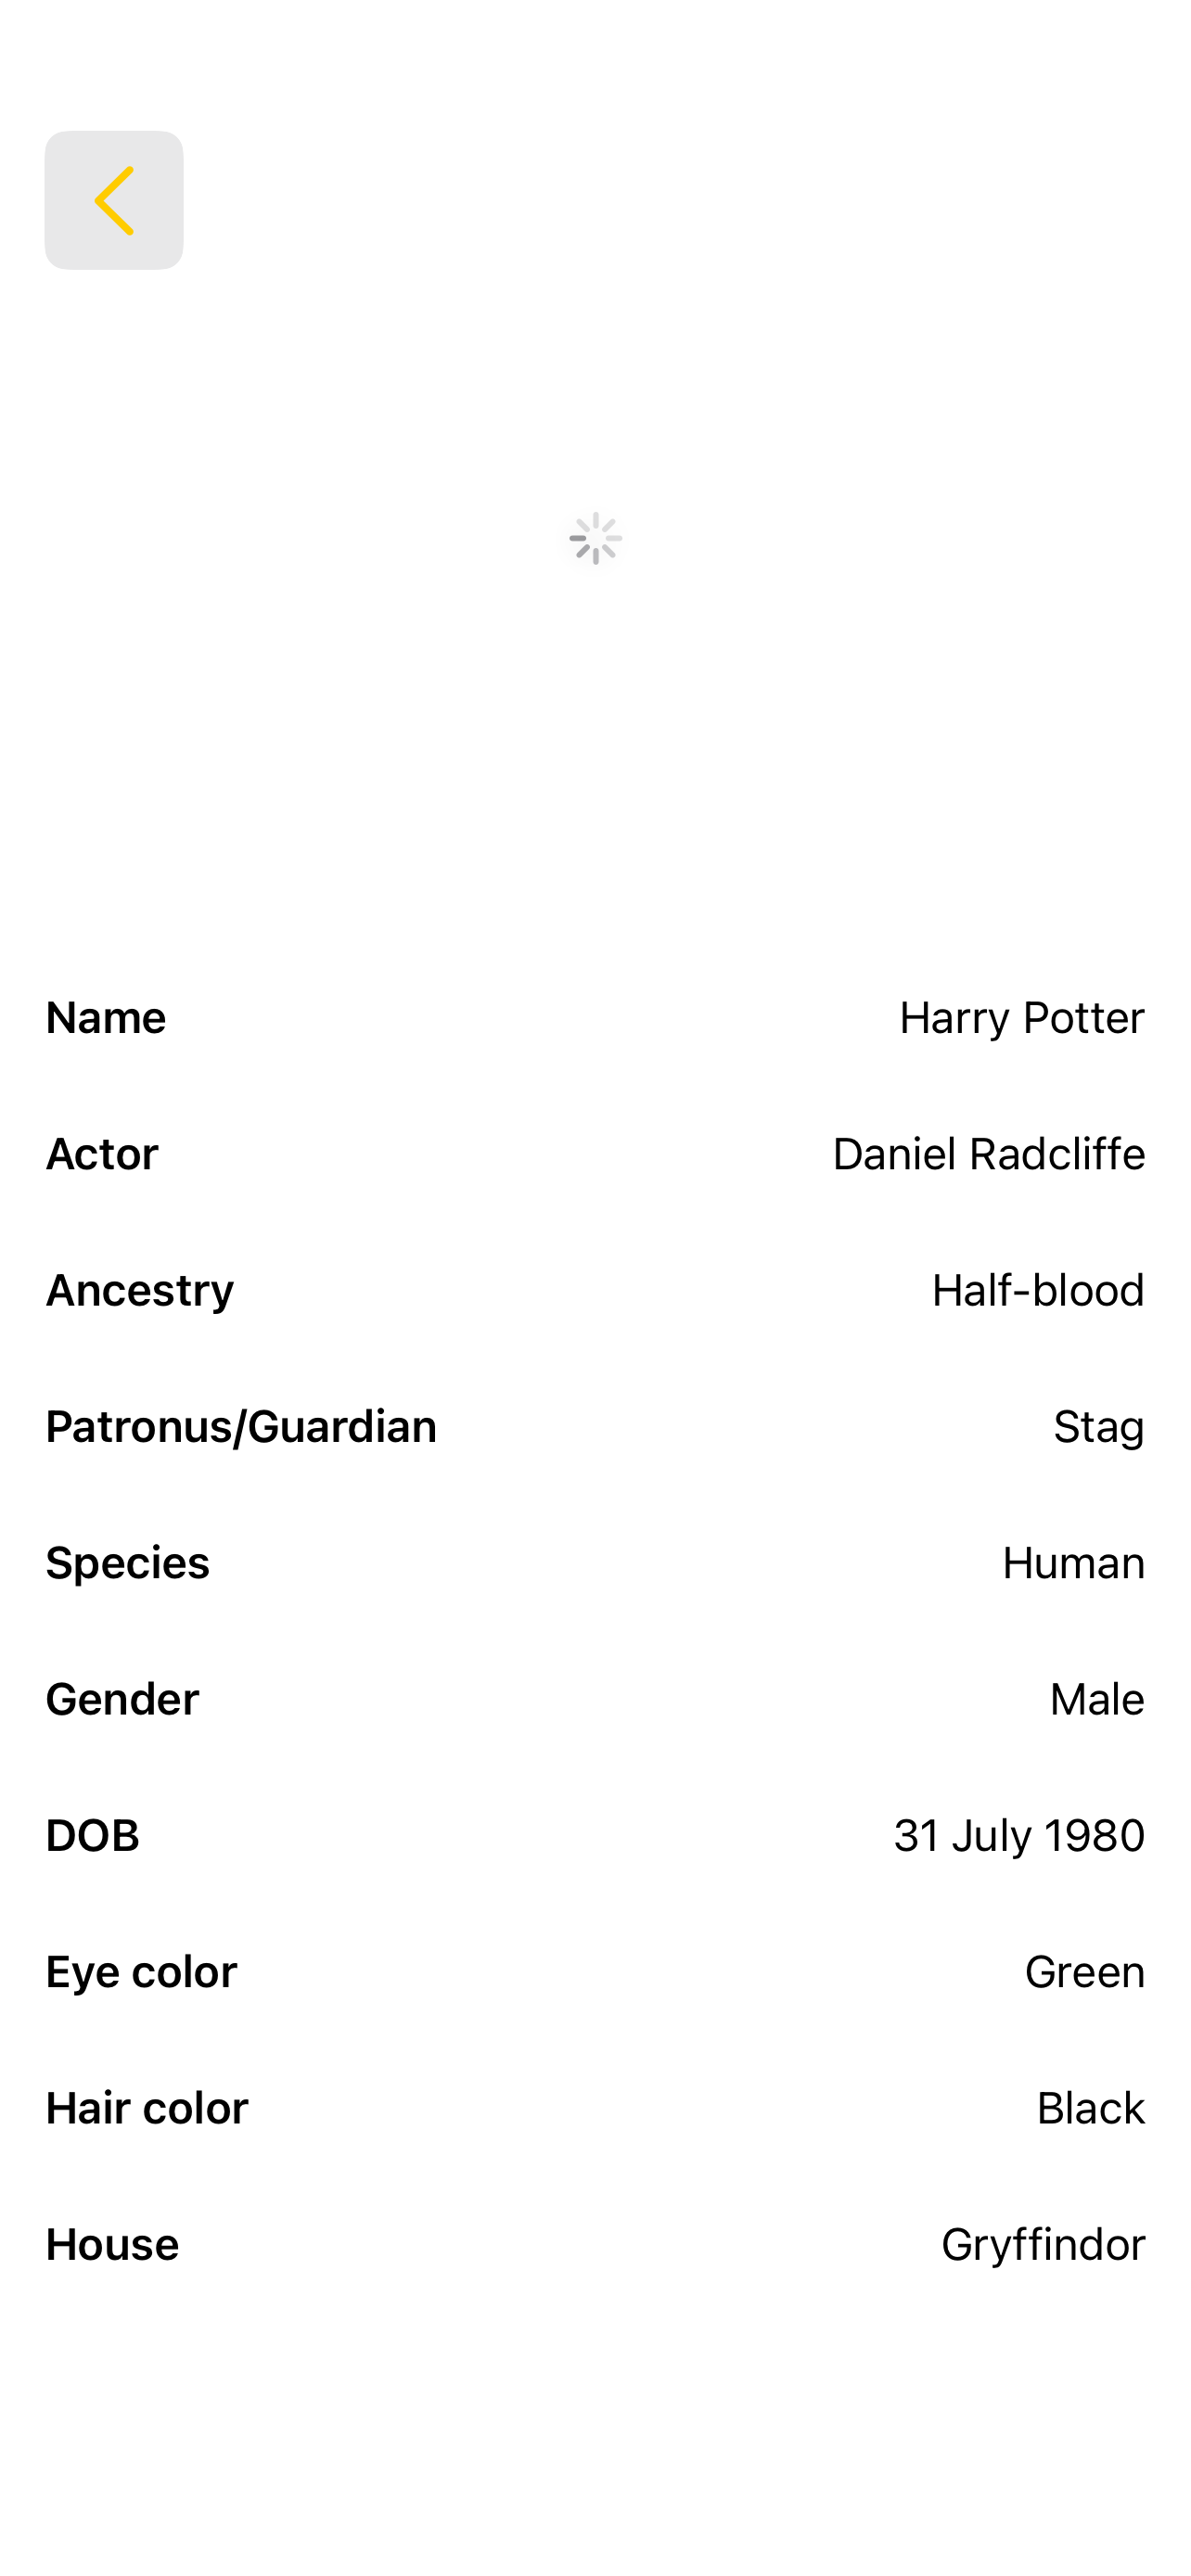 Name Harry Potter
Actor Daniel Radcliffe
Ancestry Half-blood
Patronus/Guardian Stag
Species Human
Gender Male
DOB 31 July 1980
Eye color Green
Hair color Black
House Gryffindor